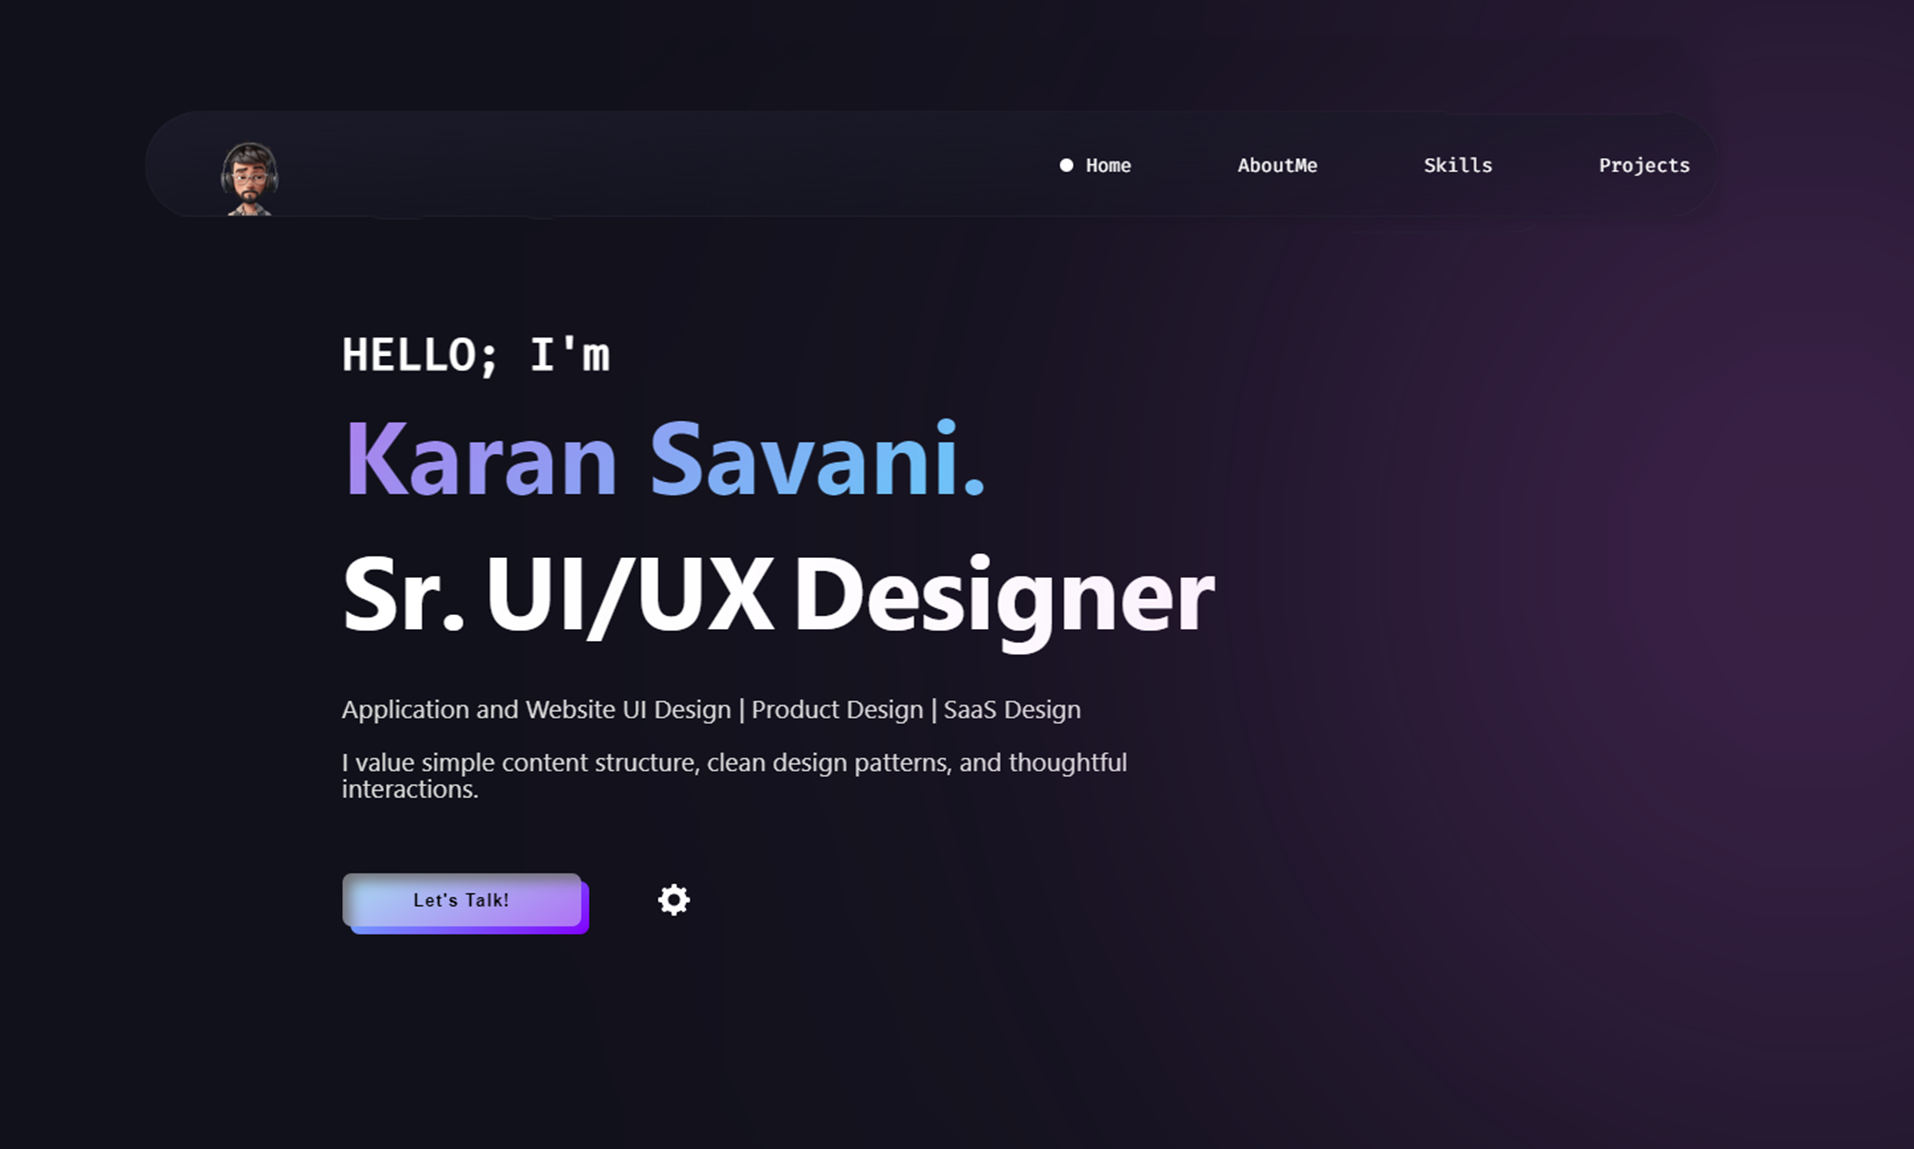 Home AboutMe Skills Projects
HELLO; I'm
Karan Savani.
Sr. UI/UX Designer
Application and Website UI Design | Product Design | SaaS Design
I value simple content structure, clean design patterns, and thoughtful
interactions.
Let's Talk!